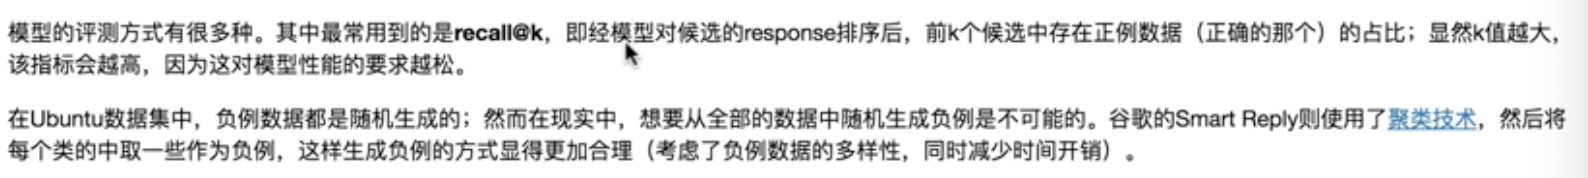 模型的评测方式有很多种。其中最常用到的是recall@k，即经模型对候选的response排序后，前k个候选中存在正例数据（正确的那个）的占比；显然k值越大，
该指标会越高，因为这对模型性能的要求越松。
在Ubuntu数据集中，负例数据都是随机生成的；然而在现实中，想要从全部的数据中随机生成负例是不可能的。谷歌的Smart Reply则使用了聚类技术，然后将
每个类的中取一些作为负例，这样生成负例的方式显得更加合理（考虑了负例数据的多样性，同时减少时间开销）。